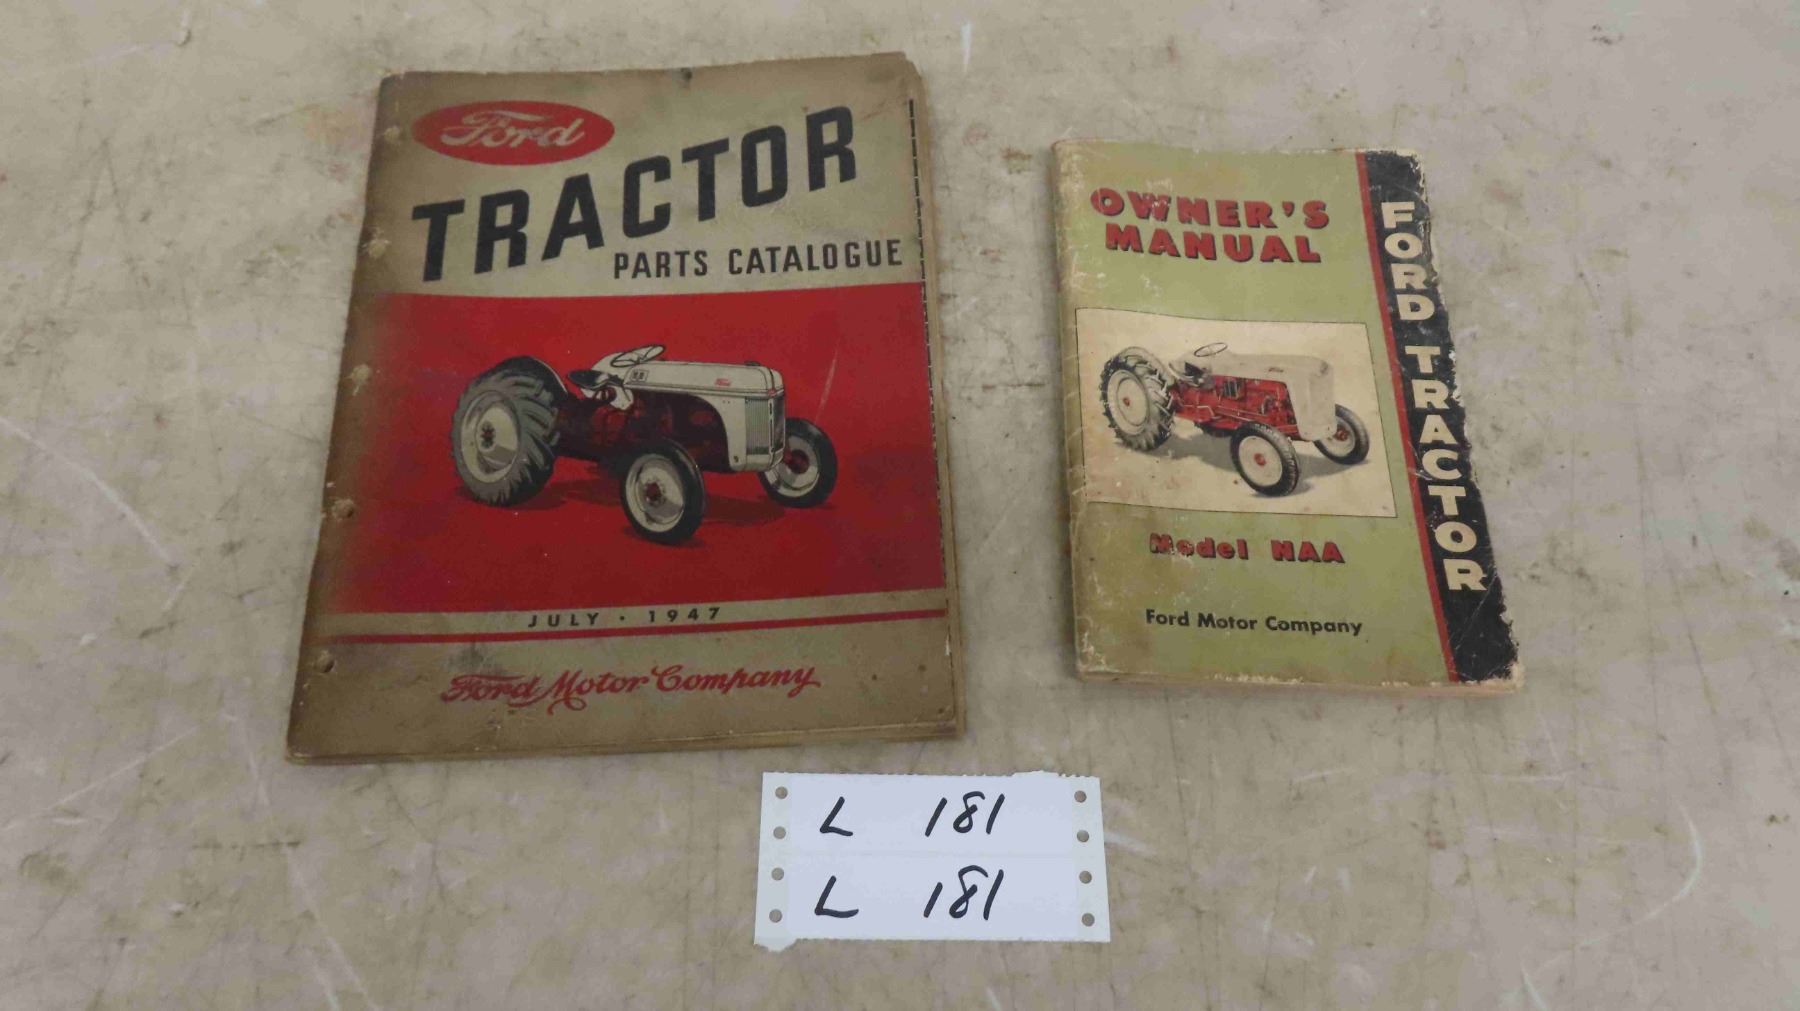 Ford
TRACTOR
PARTS CATALOGUE
Ford
JULY · 1947
Ford Motor Company
OWNER'S
MANUAL
Model NAA
Ford Motor Company
FORD TRACTOR
L 181
L 181